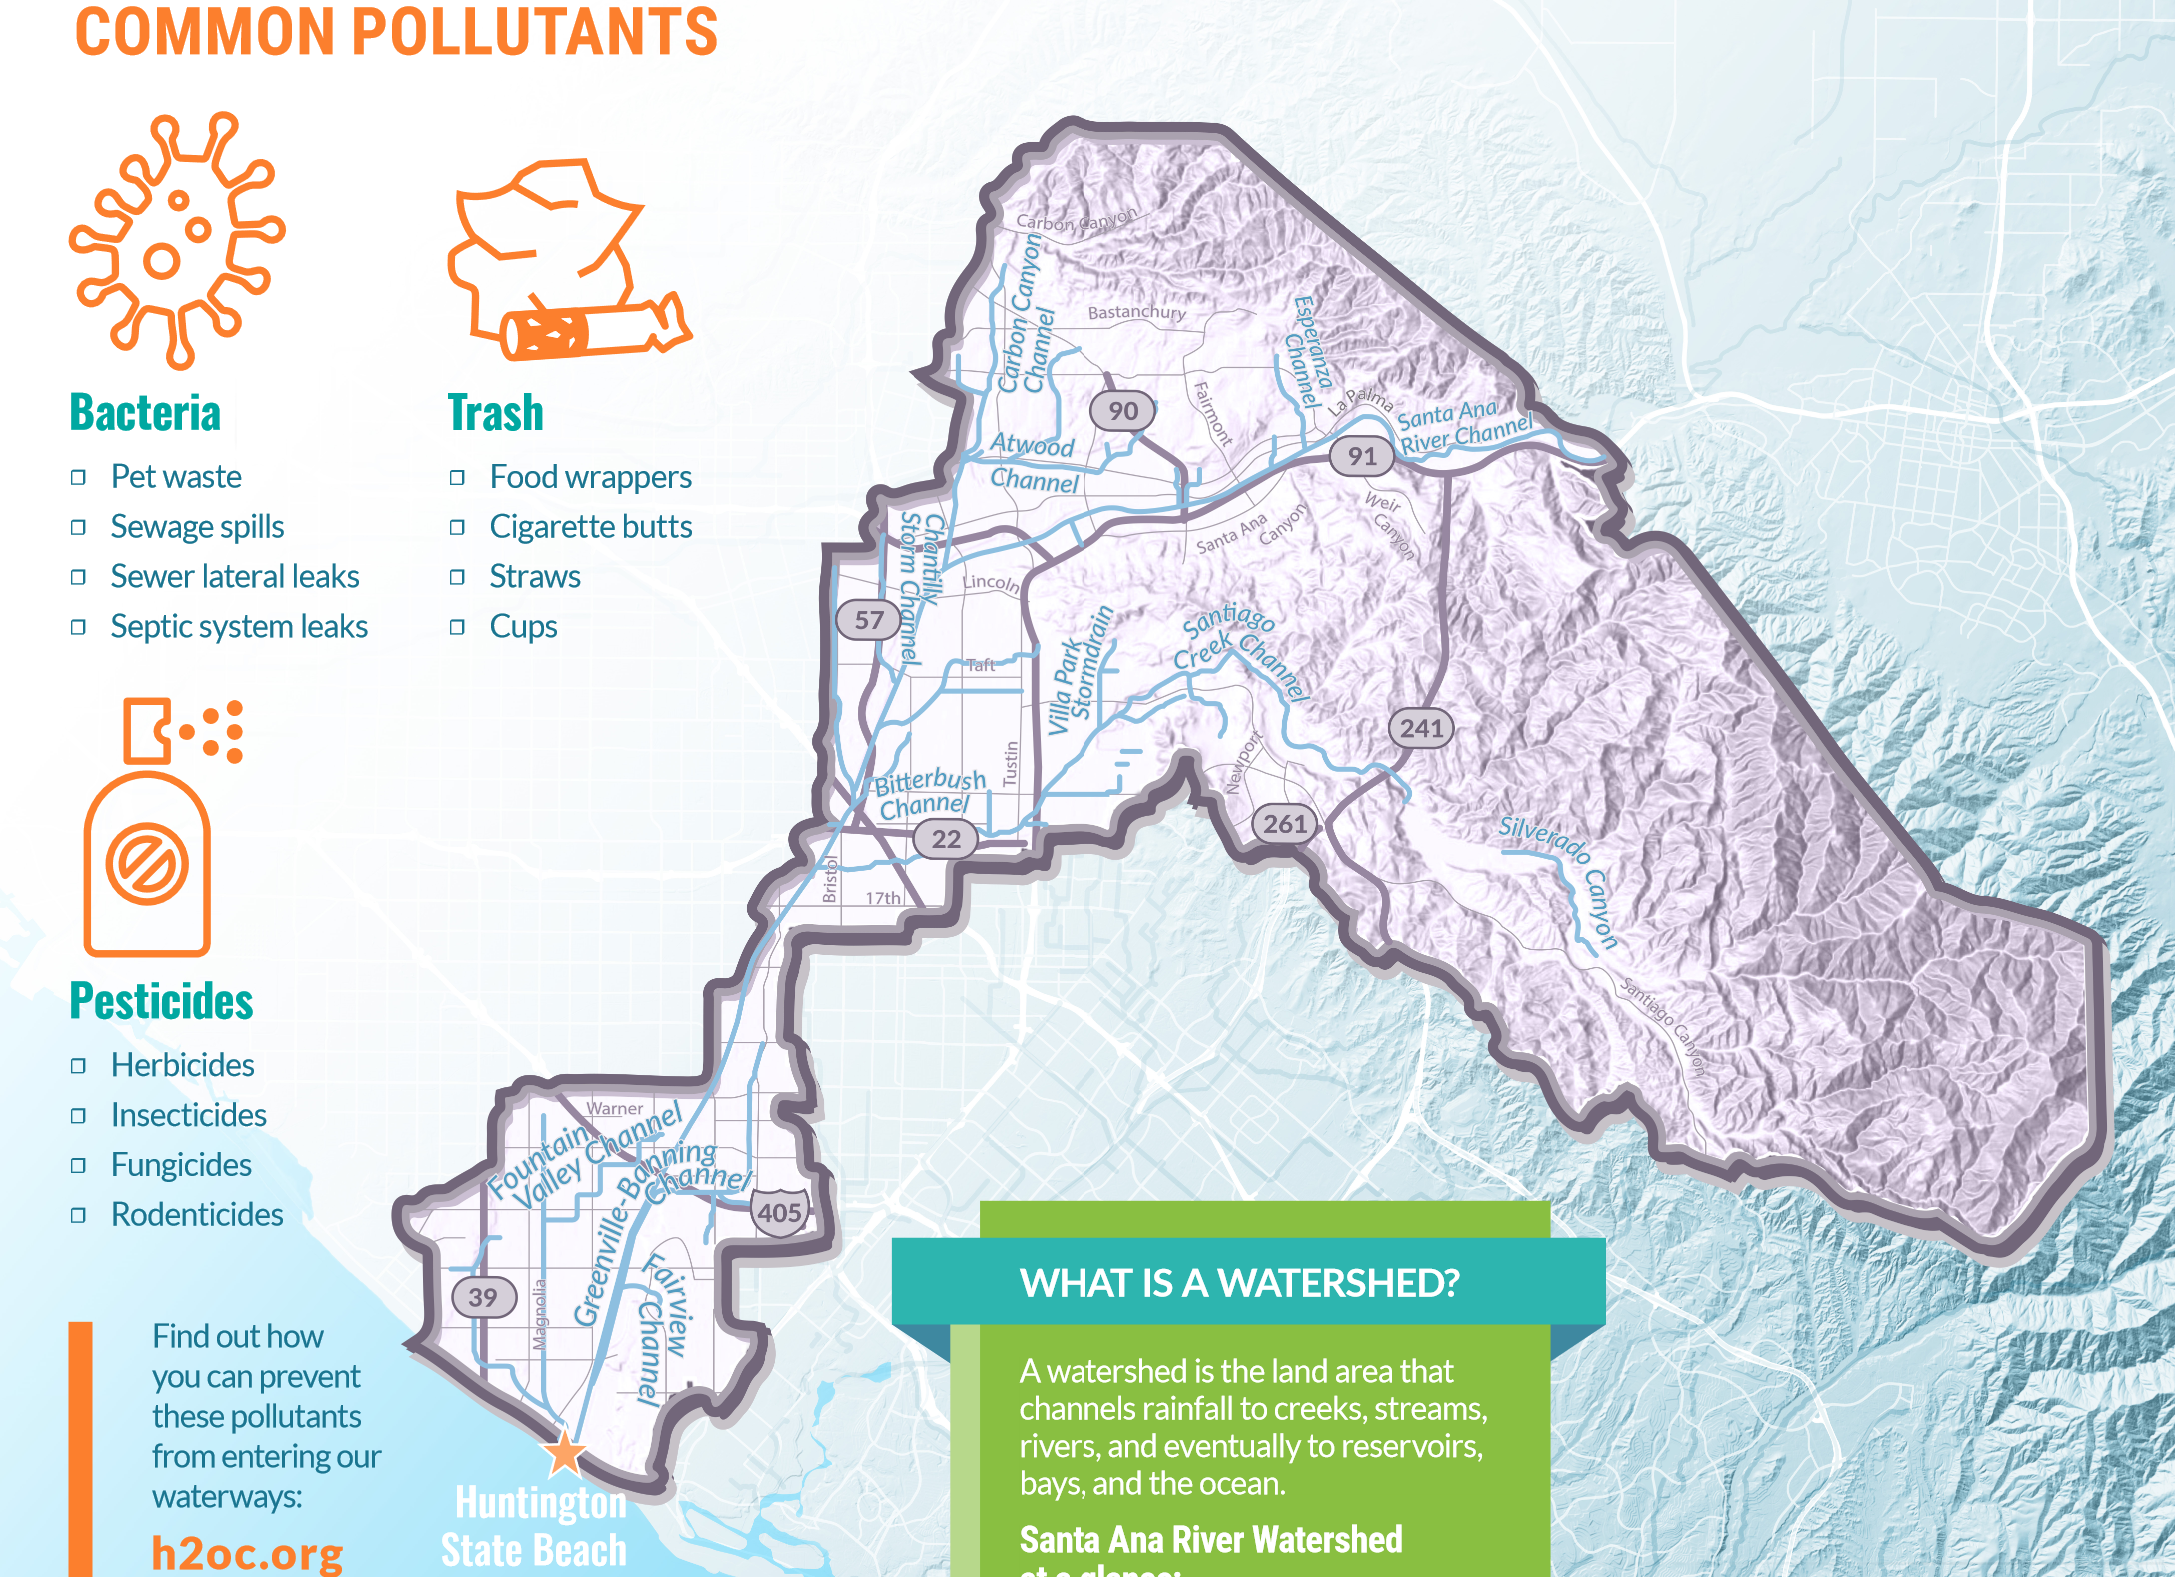 COMMON POLLUTANTS
Bacteria
Pet waste
Sewage spills
Sewer lateral leaks
Septic system leaks
Trash
Food wrappers
Cigarette butts
Straws
Cups
Pesticides
Herbicides
Insecticides
Fungicides
Rodenticides
Find out how
you can prevent
these pollutants
from entering our
waterways:
h2oc.org
Carbon Canyon
Carbon Canyon
Channel
Bastanchury
Esperanza
Channel
90
Fairmont
La Palma
Santa Ana
River Channel
91
Atwood
Channel
Weir
Canyon
Santa Ana
Canyon
Chantilly
Storm Channel
Lincoln
57
Taft
Villa Park
Stormdrain
Santiago
Creek Channel
241
Tustin
Newport
Bitterbush
Channel
22
261
Silverado Canyon
Bristol
17th
Santiago Canyon
Warner
Fountain
Valley Channel
Greenville-Banning
Channel
405
39
Magnolia
Fairview
Channel
Huntington
State Beach
WHAT IS A WATERSHED?
A watershed is the land area that
channels rainfall to creeks, streams,
rivers, and eventually to reservoirs,
bays, and the ocean.
Santa Ana River Watershed
at a glance: